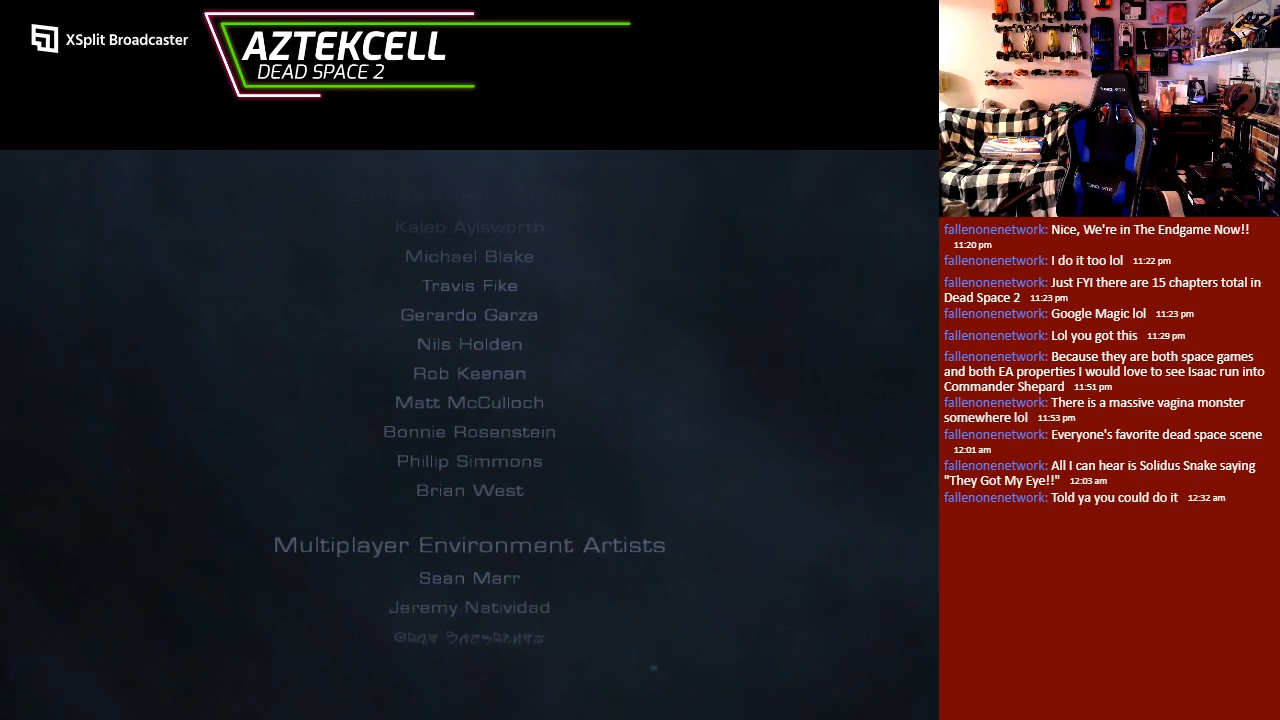 XSplit Broadcaster
AZTEKCELL
DEAD SPACE 2
Kaleb Aylsworth
Michael Blake
Travis Fike
Gerardo Garza
Nils Holden
Rob Keenan
Matt McCulloch
Bonnie Rosenstein
Phillip Simmons
Brian West
Multiplayer Environment Artists
Sean Marr
Jeremy Natividad
fallenonenetwork: Nice, We're in The Endgame Now!!
11:20 pm
fallenonenetwork: I do it too lol 11:22 pm
fallenonenetwork: Just FYI there are 15 chapters total in
Dead Space 2 11:23 pm
fallenonenetwork: Google Magic lol 11:23 pm
fallenonenetwork: Lol you got this 11:29 pm
fallenonenetwork: Because they are both space games
and both EA properties I would love to see Isaac run into
Commander Shepard 11:51 pm
fallenonenetwork: There is a massive vagina monster
somewhere lol 11:53 pm
fallenonenetwork: Everyone's favorite dead space scene
12:01 am
fallenonenetwork: All I can hear is Solidus Snake saying
"They Got My Eye!!" 12:03 am
fallenonenetwork: Told ya you could do it 12:32 am